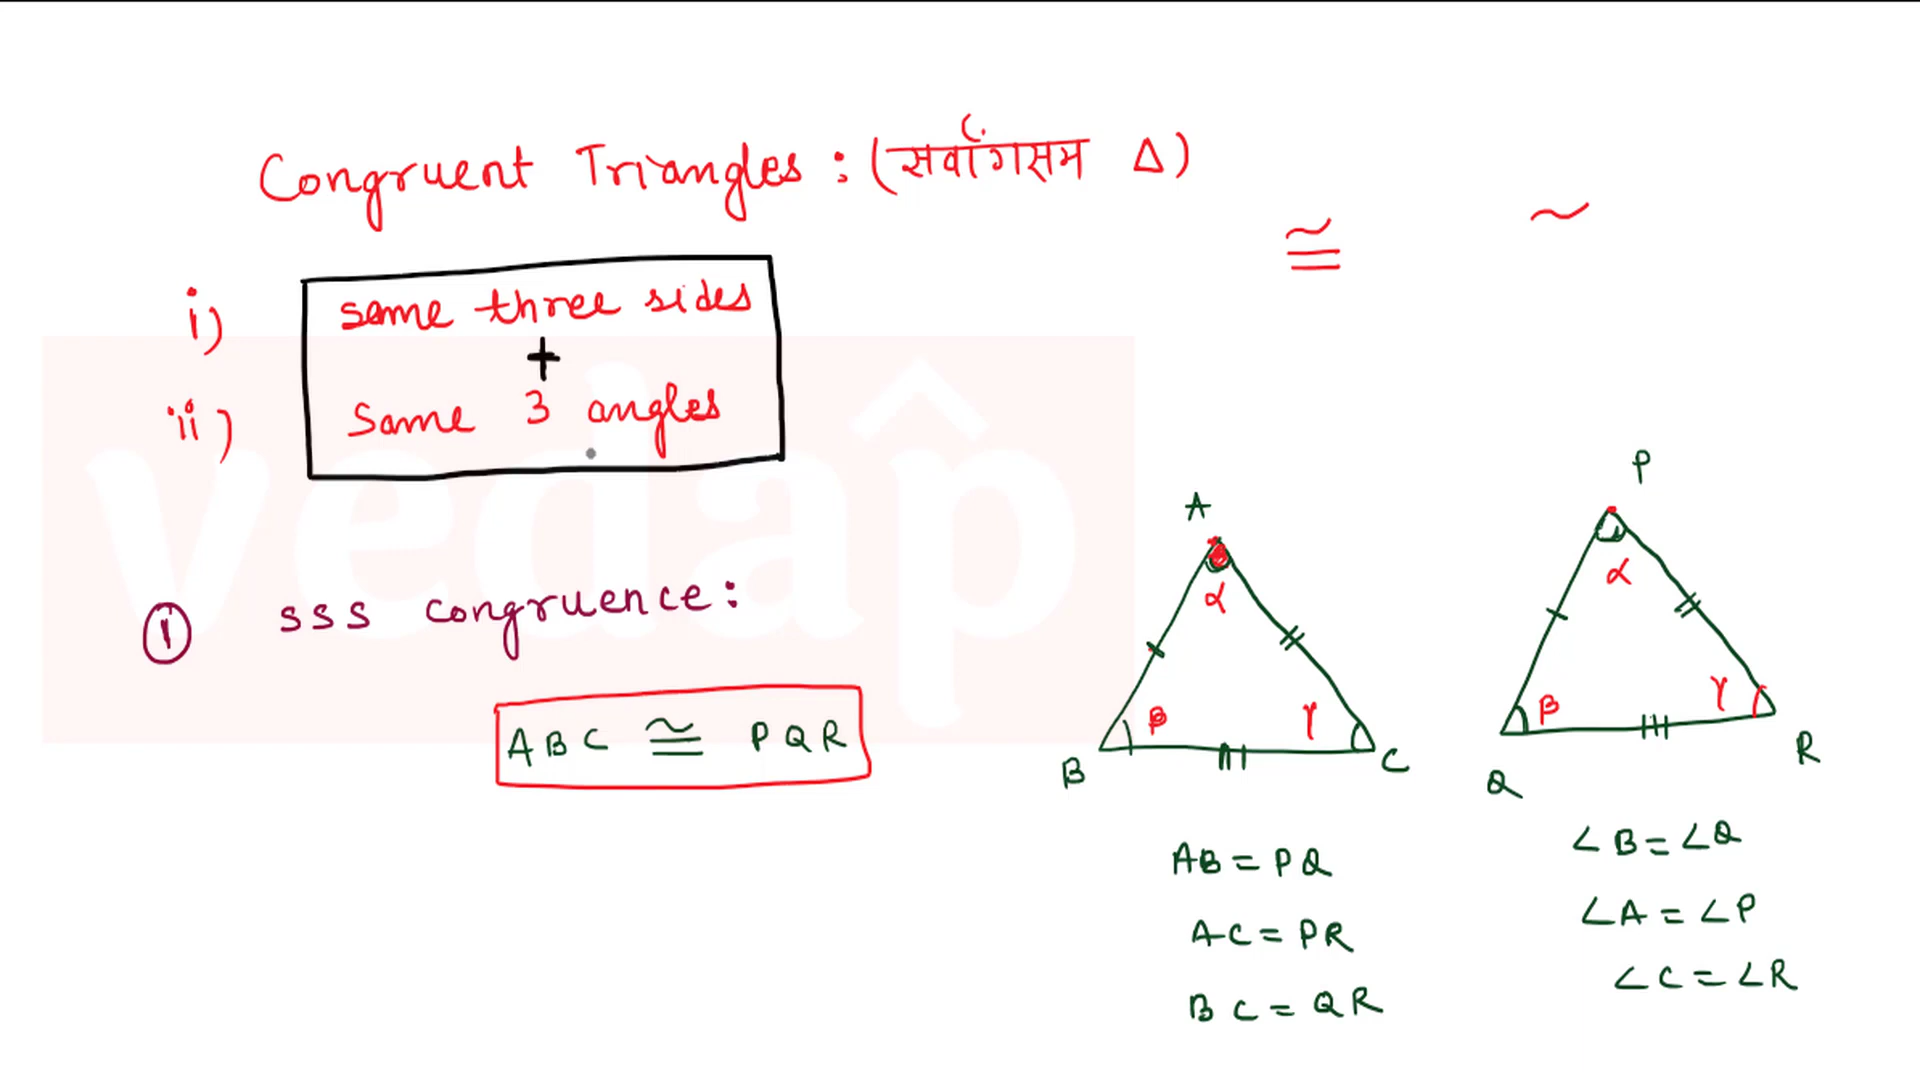 Congruent Triangles : (सर्वांगसम Δ)
≅ ~
i) same three sides
+
ii) Same 3 angles
vedap
① sss congruence:
ABC ≅ PQR
A
α
β γ
B C
P
α
β γ
Q R
AB = PQ
AC = PR
BC = QR
∠B = ∠Q
∠A = ∠P
∠C = ∠R